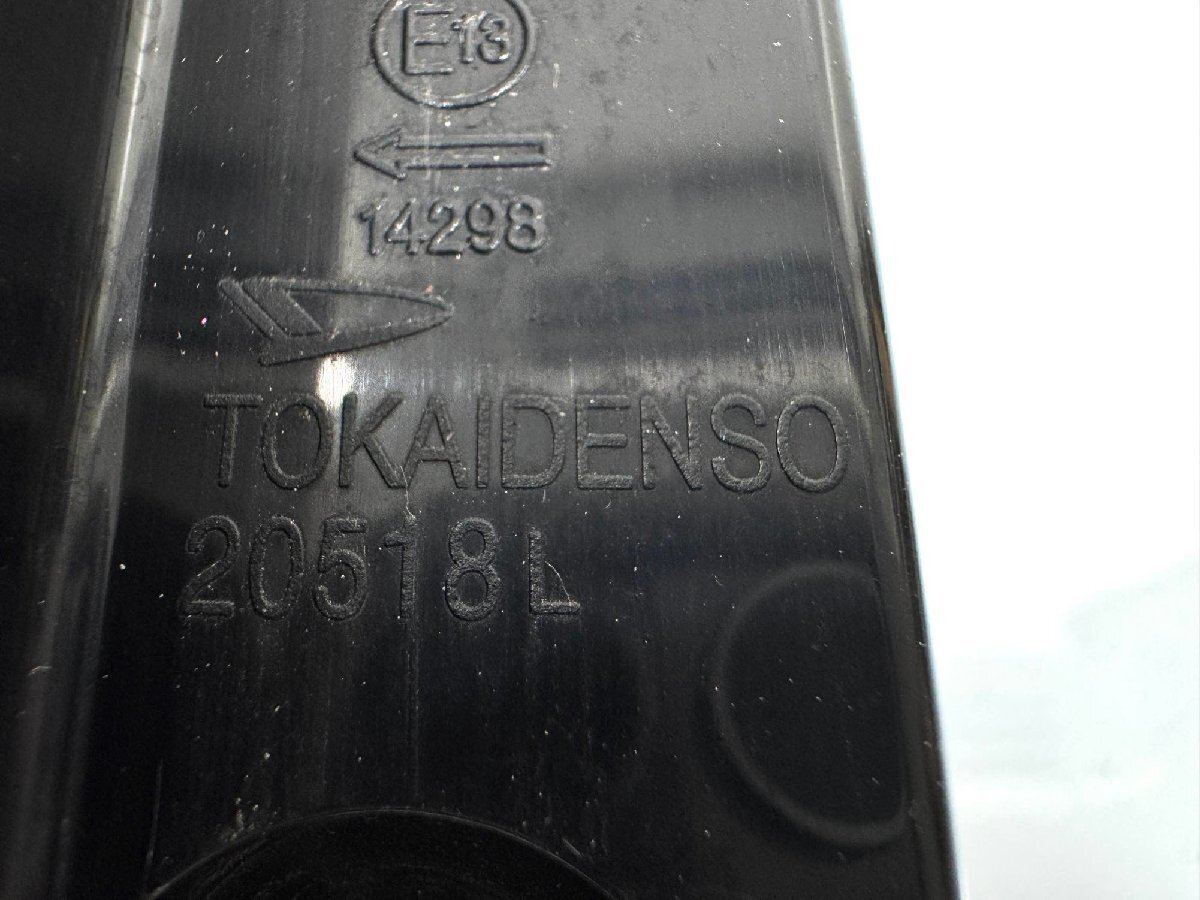 E13
14298
TOKAIDENSO
20518L